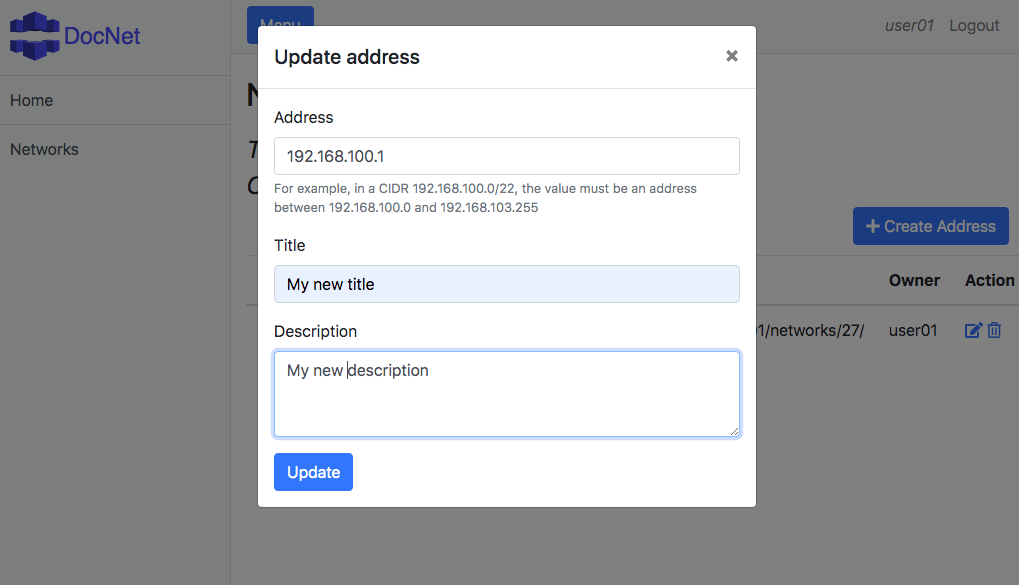 DocNet
Menu
user01 Logout
Home
Networks
Update address
×
Address
192.168.100.1
For example, in a CIDR 192.168.100.0/22, the value must be an address
between 192.168.100.0 and 192.168.103.255
Title
My new title
Description
My new description
Update
Create Address
Owner Action
/networks/27/ user01